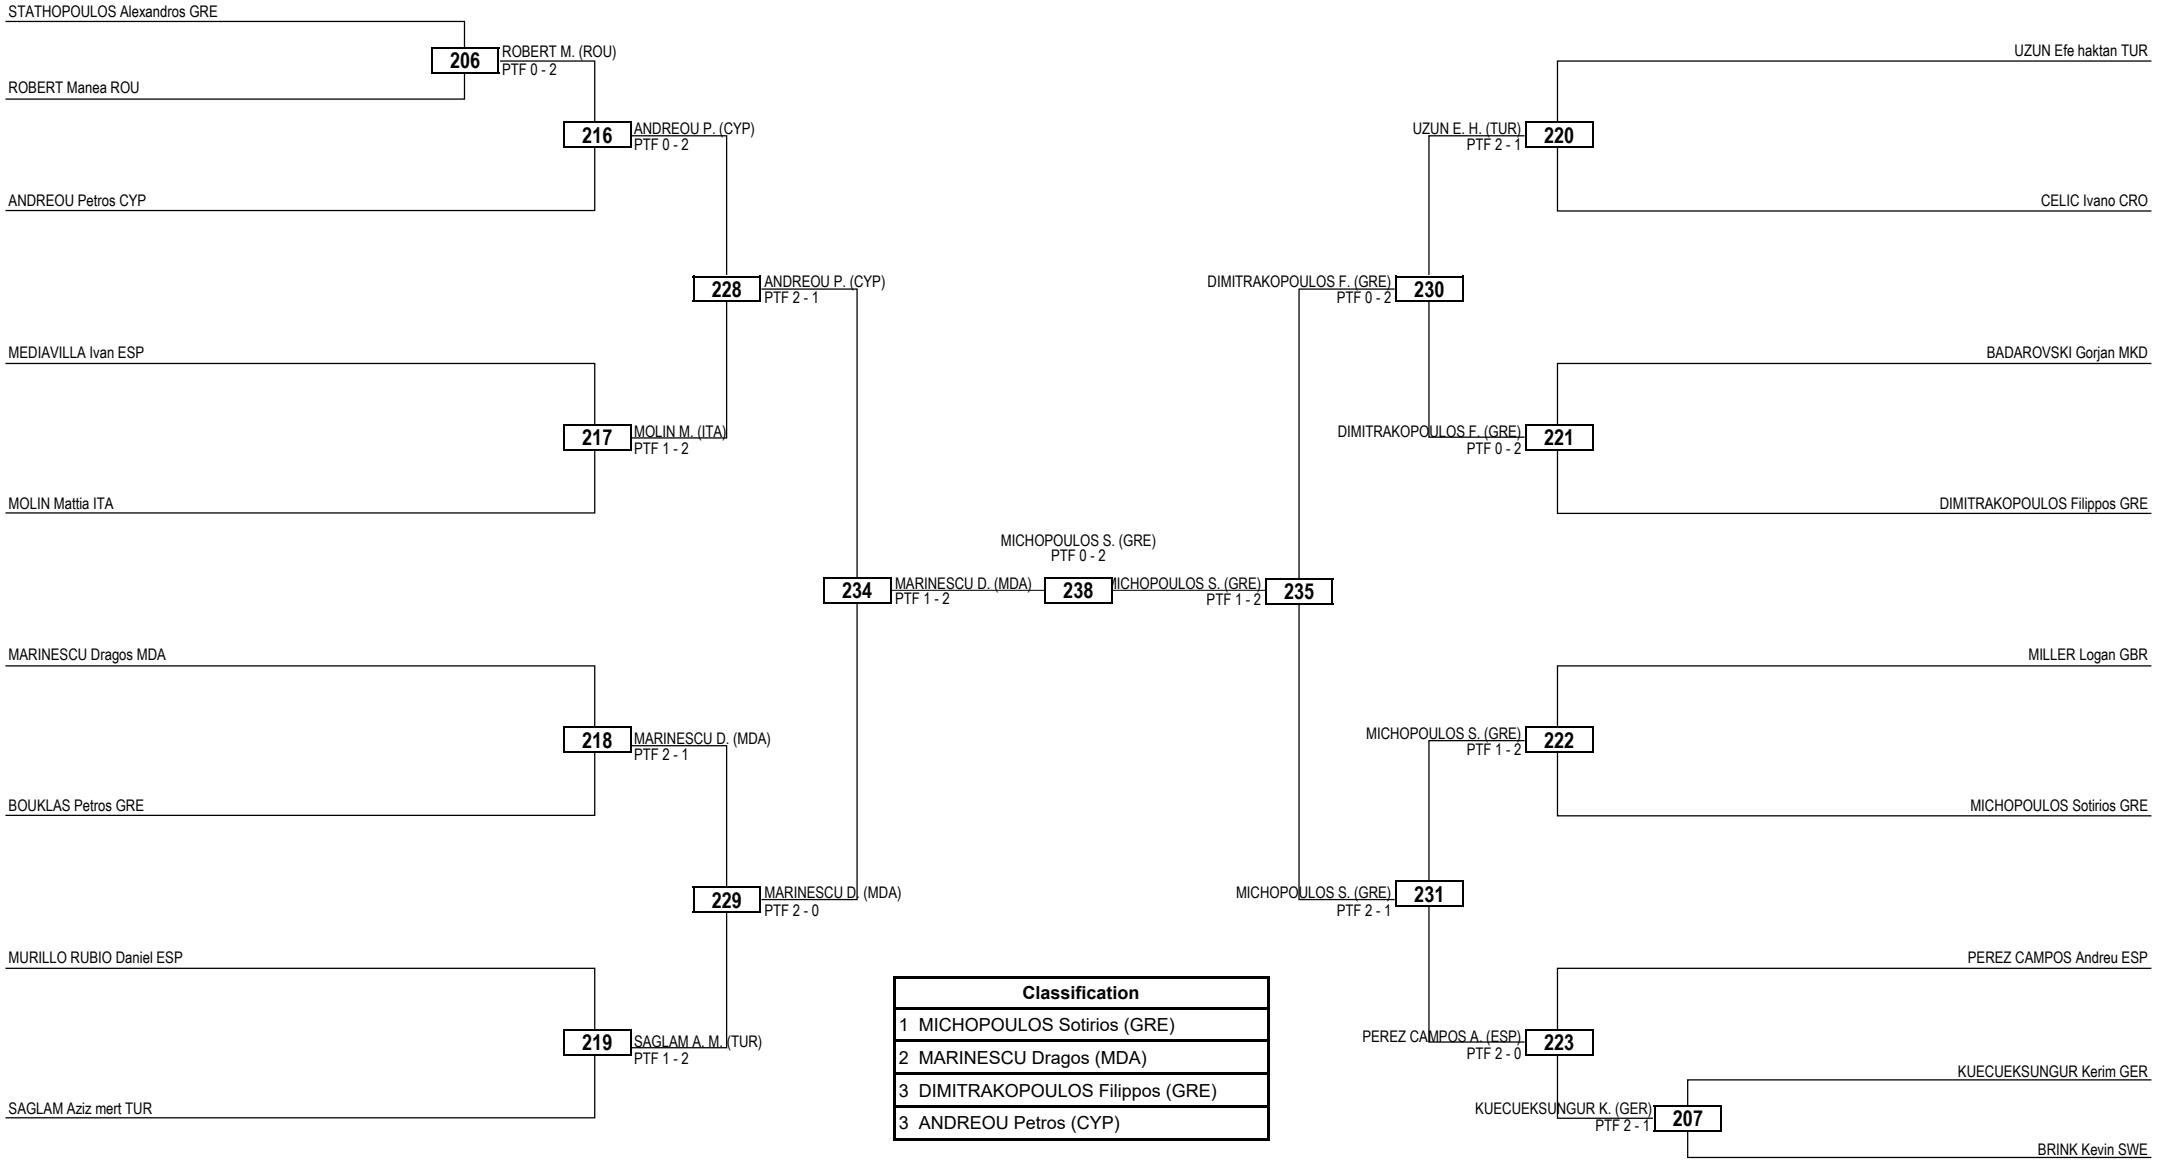 STATHOPOULOS Alexandros GRE
206
ROBERT M. (ROU)
PTF 0 - 2
ROBERT Manea ROU
216
ANDREOU P. (CYP)
PTF 0 - 2
ANDREOU Petros CYP
228
ANDREOU P. (CYP)
PTF 2 - 1
MEDIAVILLA Ivan ESP
217
MOLIN M. (ITA)
PTF 1 - 2
MOLIN Mattia ITA
234
MARINESCU D. (MDA)
PTF 1 - 2
MARINESCU Dragos MDA
218
MARINESCU D. (MDA)
PTF 2 - 1
BOUKLAS Petros GRE
229
MARINESCU D. (MDA)
PTF 2 - 0
MURILLO RUBIO Daniel ESP
219
SAGLAM A. M. (TUR)
PTF 1 - 2
SAGLAM Aziz mert TUR
MICHOPOULOS S. (GRE)
PTF 0 - 2
238
UZUN Efe haktan TUR
UZUN E. H. (TUR)
PTF 2 - 1
220
CELIC Ivano CRO
DIMITRAKOPOULOS F. (GRE)
PTF 0 - 2
230
BADAROVSKI Gorjan MKD
DIMITRAKOPOULOS F. (GRE)
PTF 0 - 2
221
DIMITRAKOPOULOS Filippos GRE
MICHOPOULOS S. (GRE)
PTF 1 - 2
235
MILLER Logan GBR
MICHOPOULOS S. (GRE)
PTF 1 - 2
222
MICHOPOULOS Sotirios GRE
MICHOPOULOS S. (GRE)
PTF 2 - 1
231
PEREZ CAMPOS Andreu ESP
PEREZ CAMPOS A. (ESP)
PTF 2 - 0
223
KUECUEKSUNGUR Kerim GER
KUECUEKSUNGUR K. (GER)
PTF 2 - 1
207
BRINK Kevin SWE
Classification
1 MICHOPOULOS Sotirios (GRE)
2 MARINESCU Dragos (MDA)
3 DIMITRAKOPOULOS Filippos (GRE)
3 ANDREOU Petros (CYP)